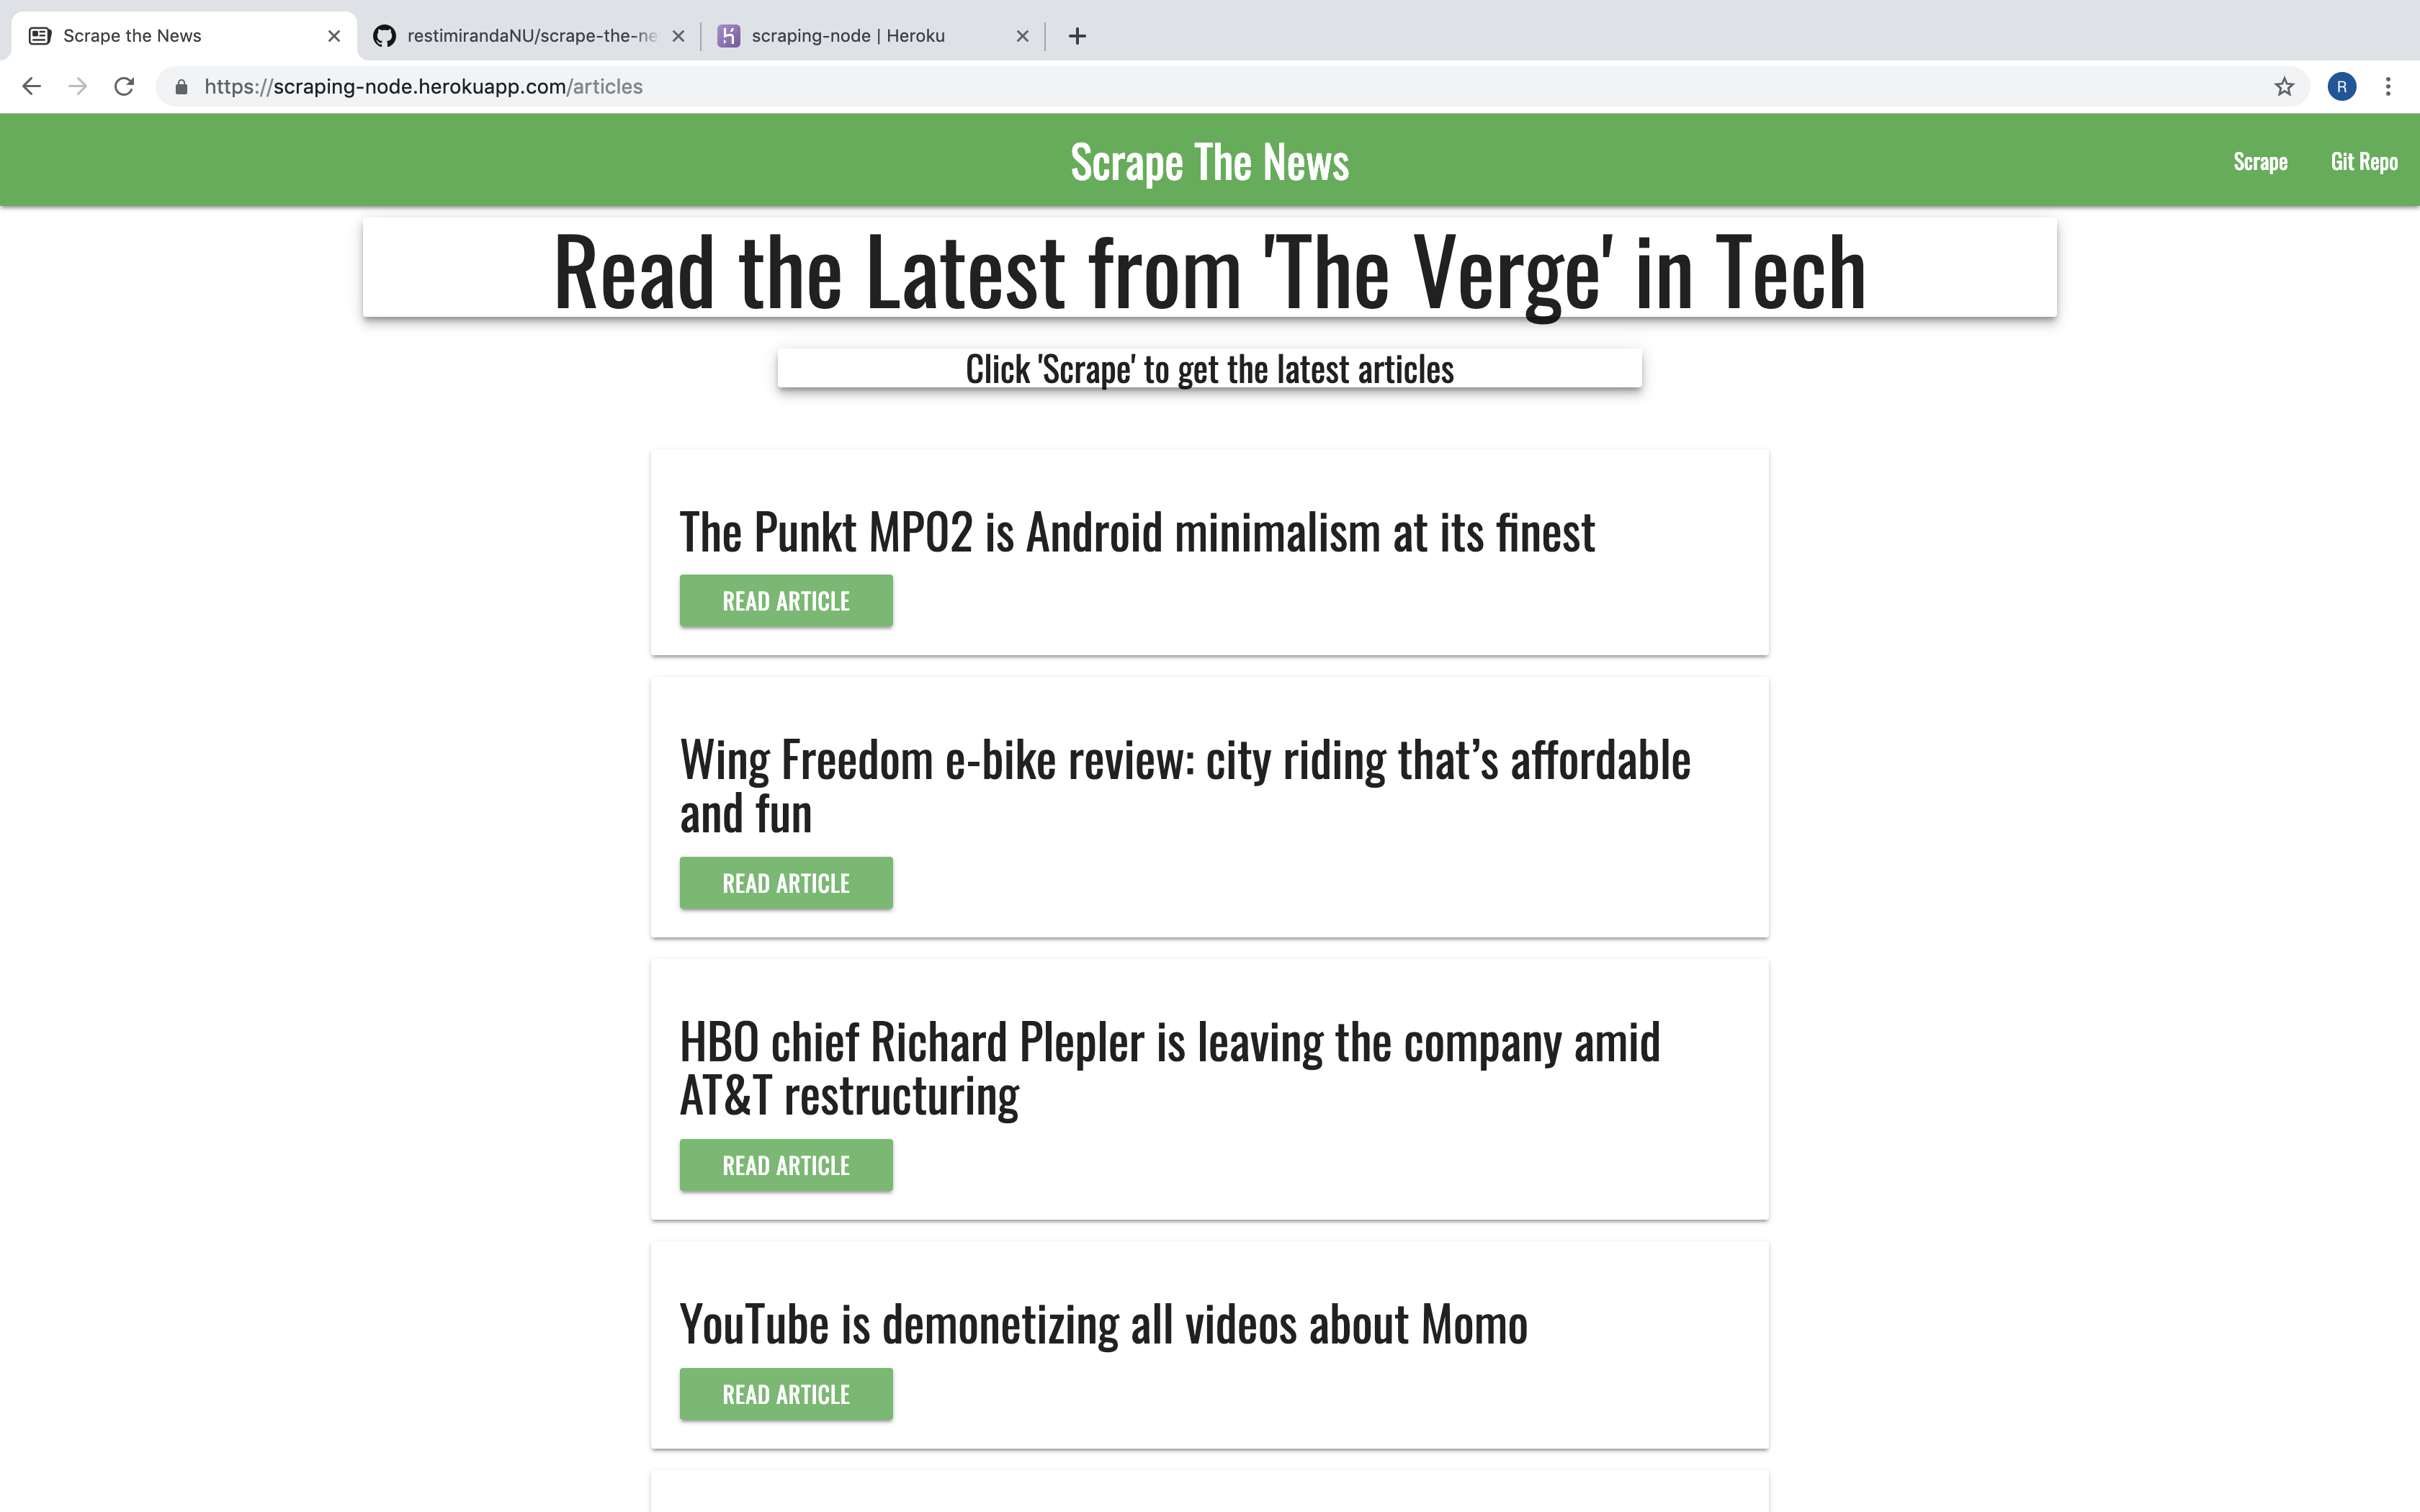 Scrape the News
restimirandaNU/scrape-the-ne
scraping-node | Heroku
https://scraping-node.herokuapp.com/articles
R
Scrape The News
Scrape
Git Repo
Read the Latest from 'The Verge' in Tech
Click 'Scrape' to get the latest articles
The Punkt MP02 is Android minimalism at its finest
READ ARTICLE
Wing Freedom e-bike review: city riding that’s affordable
and fun
READ ARTICLE
HBO chief Richard Plepler is leaving the company amid
AT&T restructuring
READ ARTICLE
YouTube is demonetizing all videos about Momo
READ ARTICLE